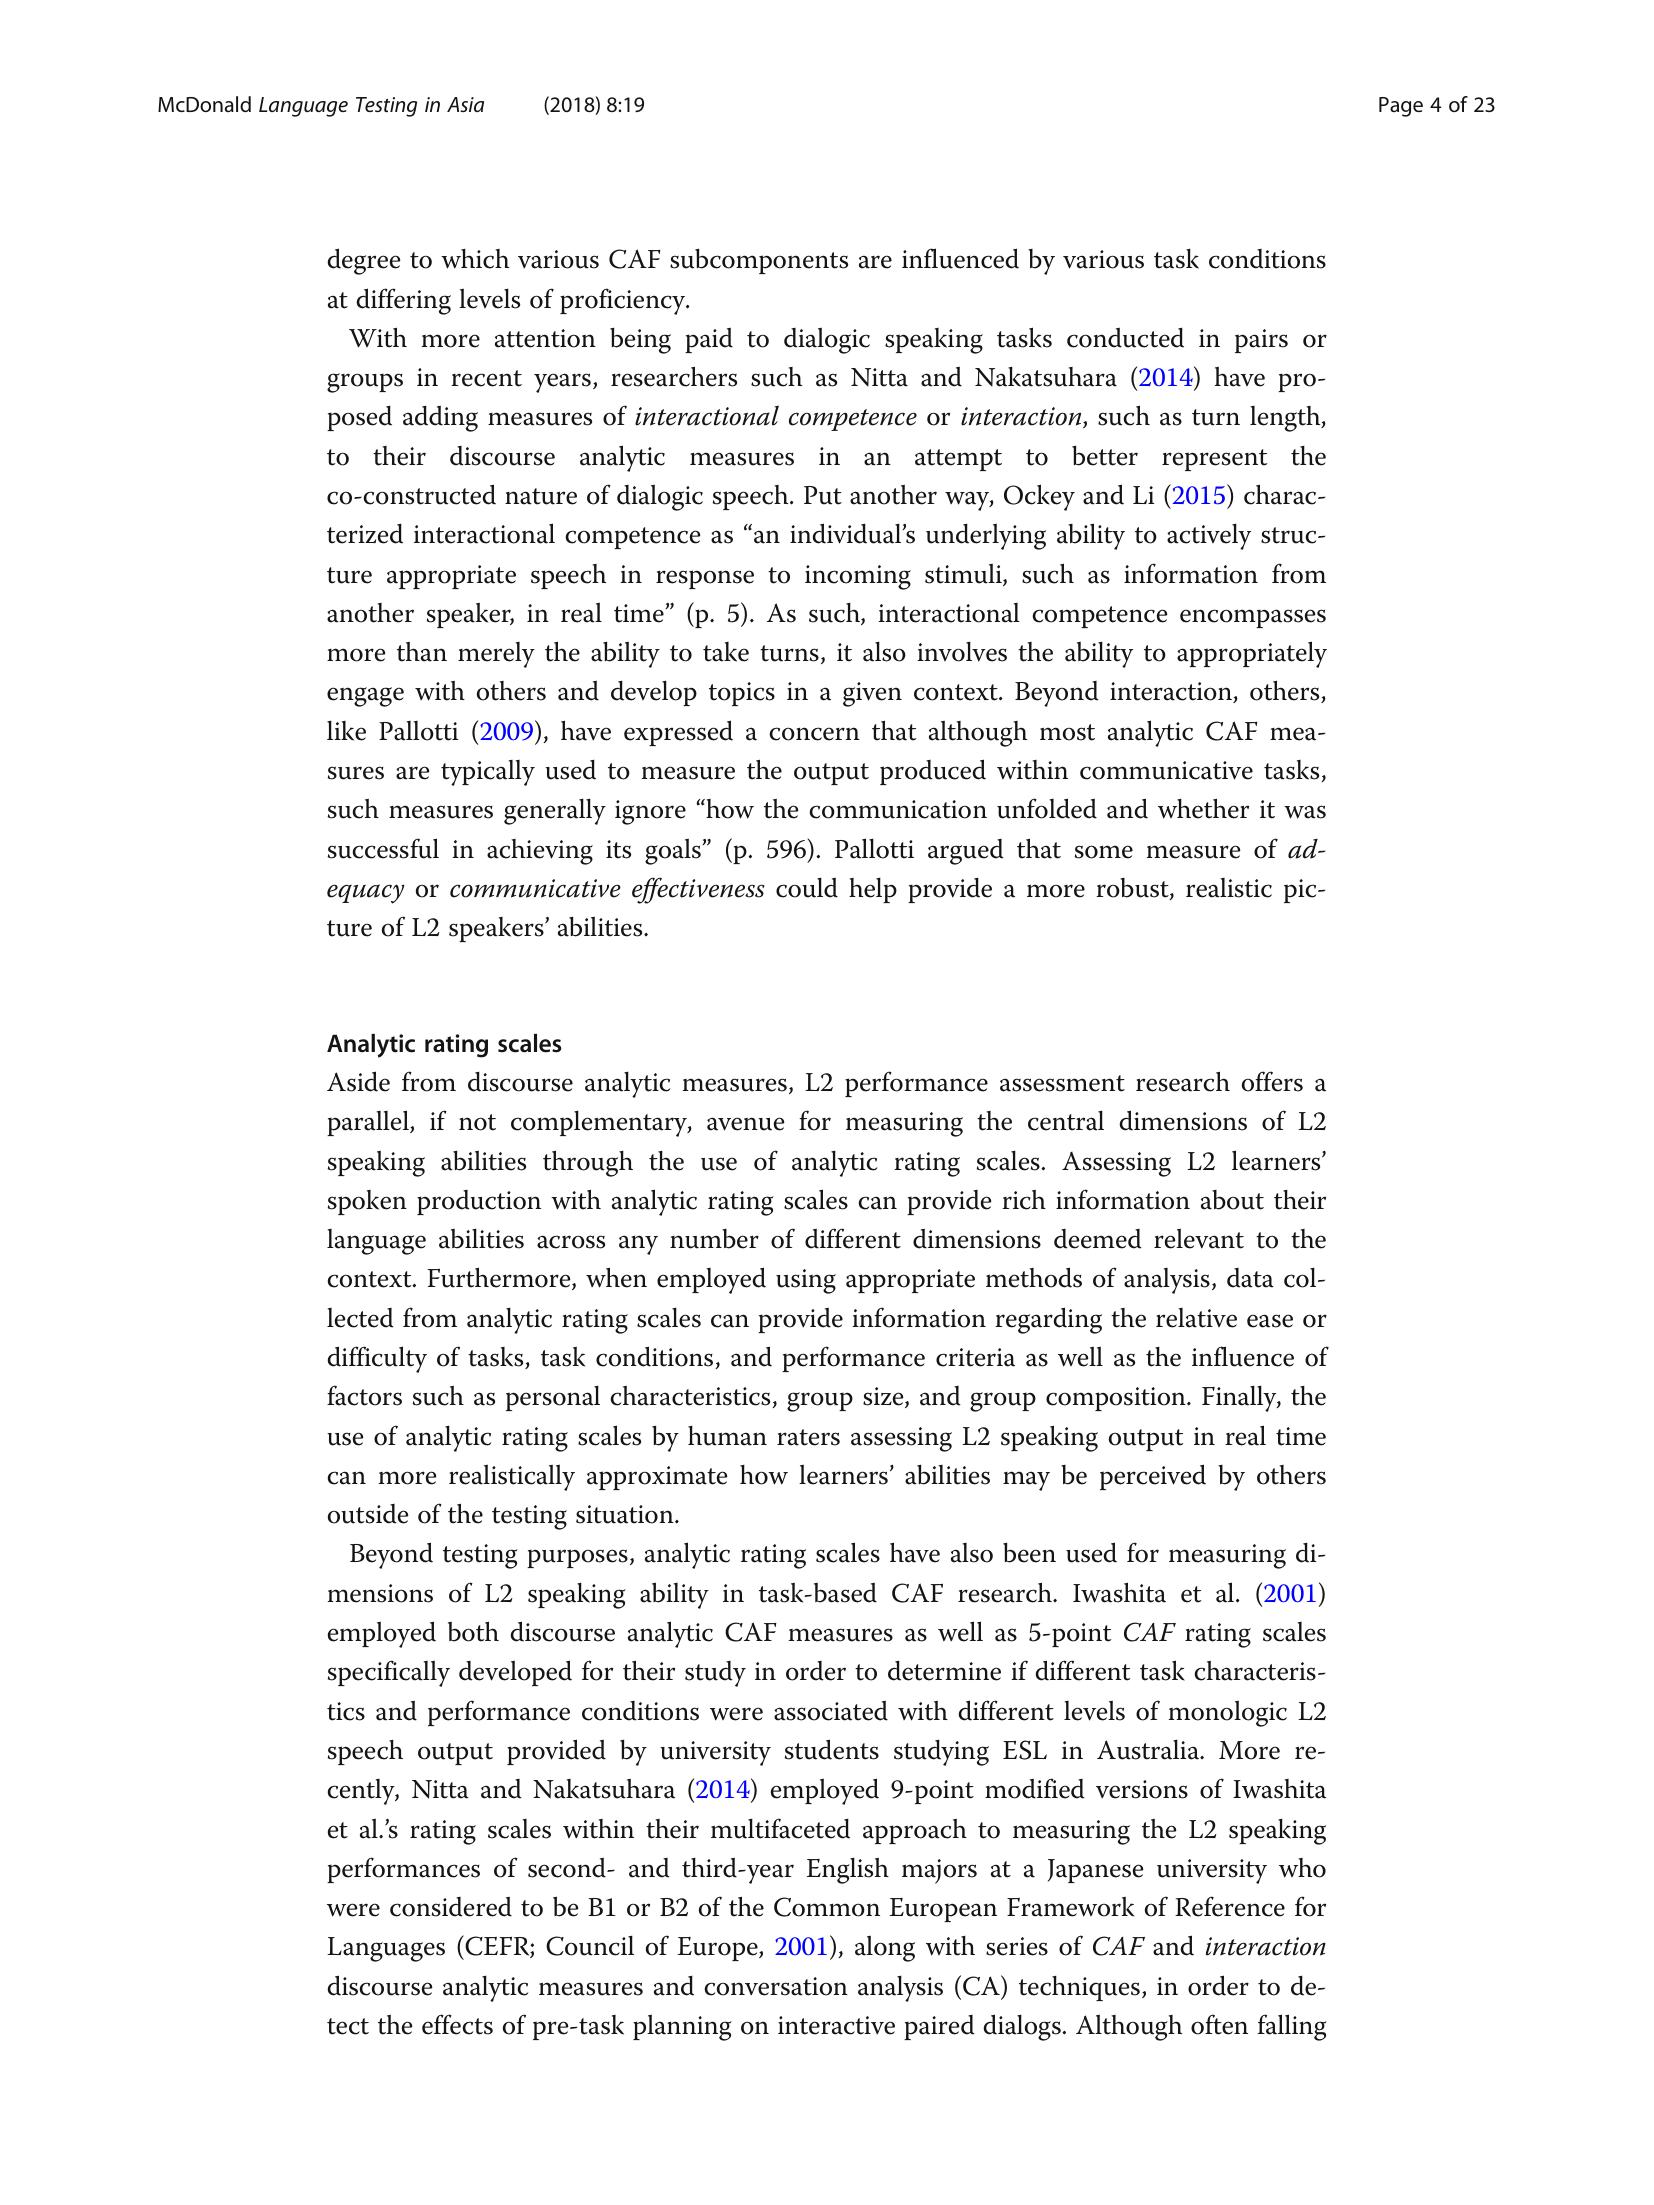 McDonald Language Testing in Asia (2018) 8:19 Page 4 of 23
degree to which various CAF subcomponents are influenced by various task conditions
at differing levels of proficiency.
With more attention being paid to dialogic speaking tasks conducted in pairs or
groups in recent years, researchers such as Nitta and Nakatsuhara (2014) have pro-
posed adding measures of interactional competence or interaction, such as turn length,
to their discourse analytic measures in an attempt to better represent the
co-constructed nature of dialogic speech. Put another way, Ockey and Li (2015) charac-
terized interactional competence as “an individual’s underlying ability to actively struc-
ture appropriate speech in response to incoming stimuli, such as information from
another speaker, in real time” (p. 5). As such, interactional competence encompasses
more than merely the ability to take turns, it also involves the ability to appropriately
engage with others and develop topics in a given context. Beyond interaction, others,
like Pallotti (2009), have expressed a concern that although most analytic CAF mea-
sures are typically used to measure the output produced within communicative tasks,
such measures generally ignore “how the communication unfolded and whether it was
successful in achieving its goals” (p. 596). Pallotti argued that some measure of ad-
equacy or communicative effectiveness could help provide a more robust, realistic pic-
ture of L2 speakers’ abilities.
Analytic rating scales
Aside from discourse analytic measures, L2 performance assessment research offers a
parallel, if not complementary, avenue for measuring the central dimensions of L2
speaking abilities through the use of analytic rating scales. Assessing L2 learners’
spoken production with analytic rating scales can provide rich information about their
language abilities across any number of different dimensions deemed relevant to the
context. Furthermore, when employed using appropriate methods of analysis, data col-
lected from analytic rating scales can provide information regarding the relative ease or
difficulty of tasks, task conditions, and performance criteria as well as the influence of
factors such as personal characteristics, group size, and group composition. Finally, the
use of analytic rating scales by human raters assessing L2 speaking output in real time
can more realistically approximate how learners’ abilities may be perceived by others
outside of the testing situation.
Beyond testing purposes, analytic rating scales have also been used for measuring di-
mensions of L2 speaking ability in task-based CAF research. Iwashita et al. (2001)
employed both discourse analytic CAF measures as well as 5-point CAF rating scales
specifically developed for their study in order to determine if different task characteris-
tics and performance conditions were associated with different levels of monologic L2
speech output provided by university students studying ESL in Australia. More re-
cently, Nitta and Nakatsuhara (2014) employed 9-point modified versions of Iwashita
et al.’s rating scales within their multifaceted approach to measuring the L2 speaking
performances of second- and third-year English majors at a Japanese university who
were considered to be B1 or B2 of the Common European Framework of Reference for
Languages (CEFR; Council of Europe, 2001), along with series of CAF and interaction
discourse analytic measures and conversation analysis (CA) techniques, in order to de-
tect the effects of pre-task planning on interactive paired dialogs. Although often falling